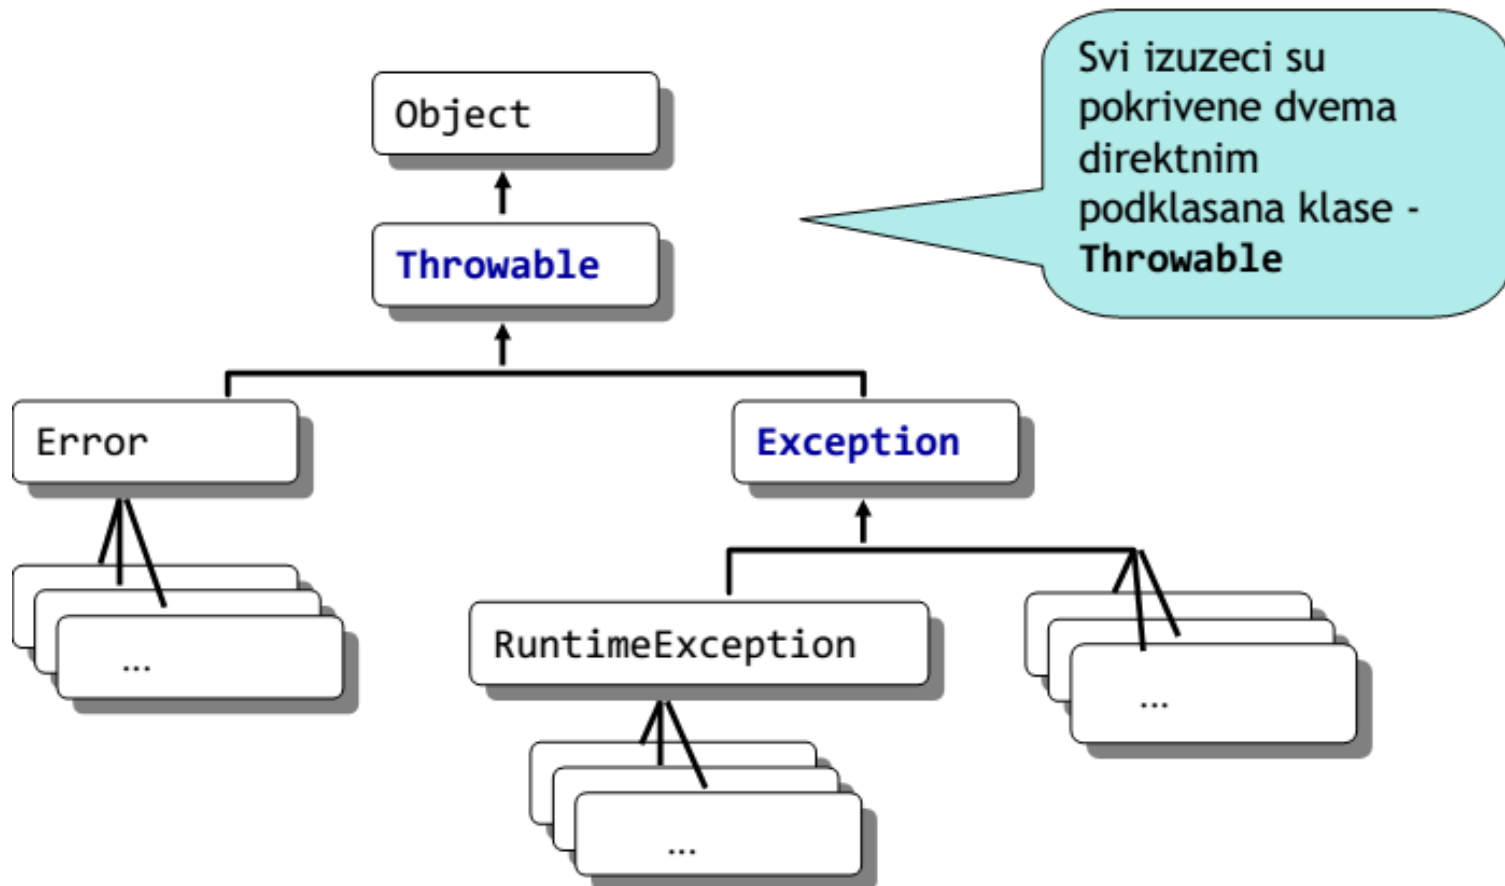 Svi izuzeci su
pokrivene dvema
direktnim
podklasana klase -
Throwable
Object
Throwable
Error
Exception
RuntimeException
...
...
...